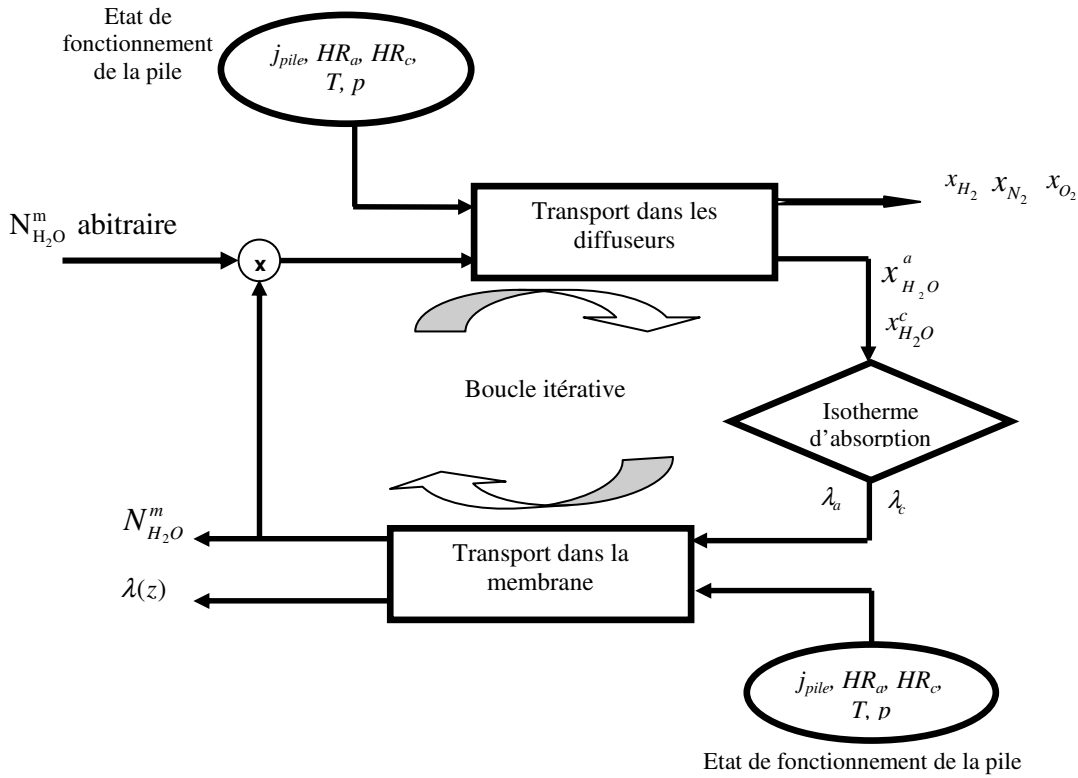 Etat de
fonctionnement
de la pile
j_pile, HR_a, HR_c,
T, p
N^m_H₂O abitraire
x
Transport dans les
diffuseurs
x_H₂ x_N₂ x_O₂
x^a_H₂O
x^c_H₂O
Boucle itérative
Isotherme
d'absorption
λ_a λ_c
N^m_H₂O
λ(z)
Transport dans la
membrane
j_pile, HR_a, HR_c,
T, p
Etat de fonctionnement de la pile